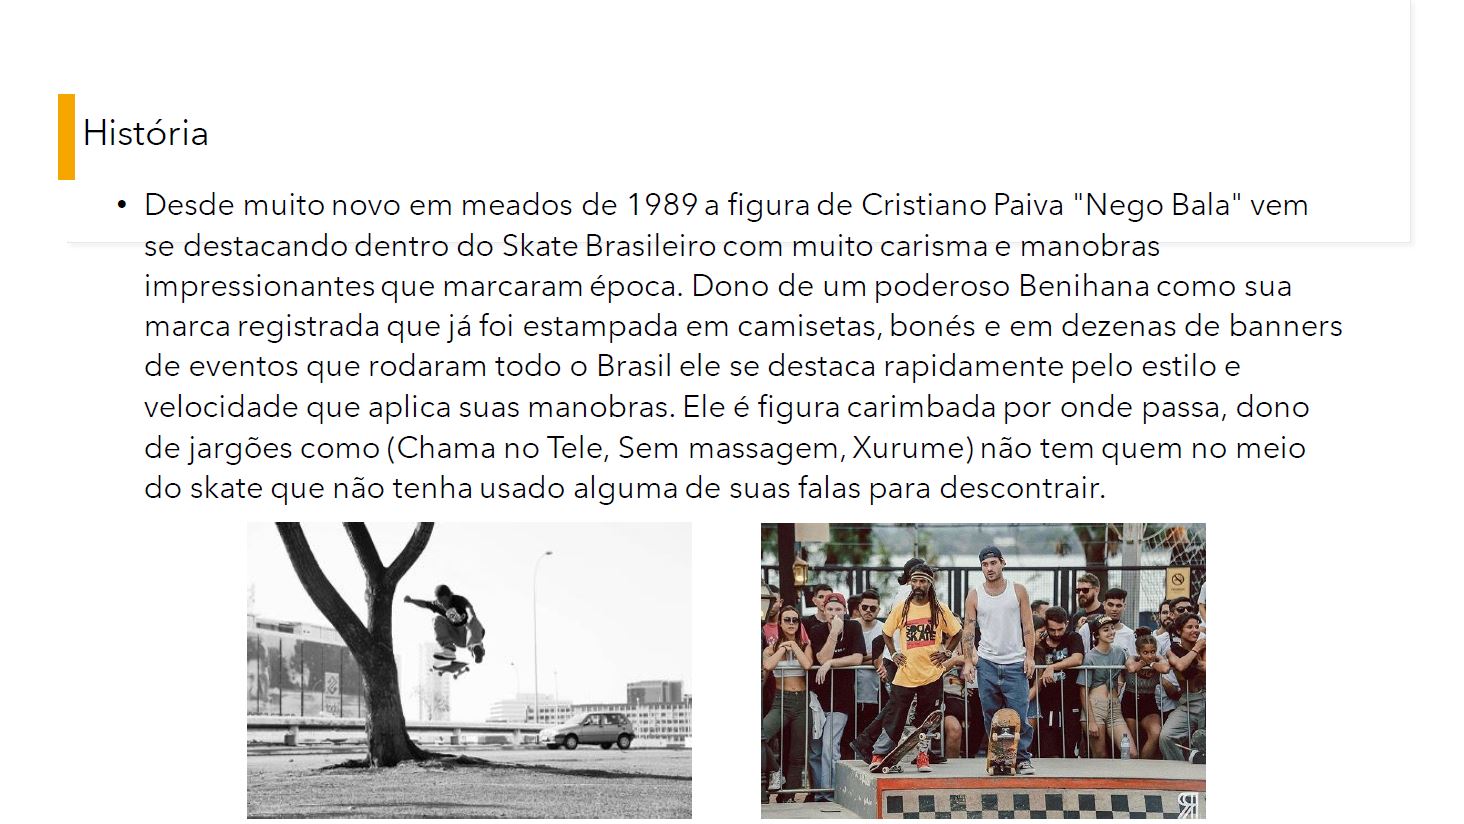 História
• Desde muito novo em meados de 1989 a figura de Cristiano Paiva "Nego Bala" vem
se destacando dentro do Skate Brasileiro com muito carisma e manobras
impressionantes que marcaram época. Dono de um poderoso Benihana como sua
marca registrada que já foi estampada em camisetas, bonés e em dezenas de banners
de eventos que rodaram todo o Brasil ele se destaca rapidamente pelo estilo e
velocidade que aplica suas manobras. Ele é figura carimbada por onde passa, dono
de jargões como (Chama no Tele, Sem massagem, Xurume) não tem quem no meio
do skate que não tenha usado alguma de suas falas para descontrair.
SOCIAL
SKATE